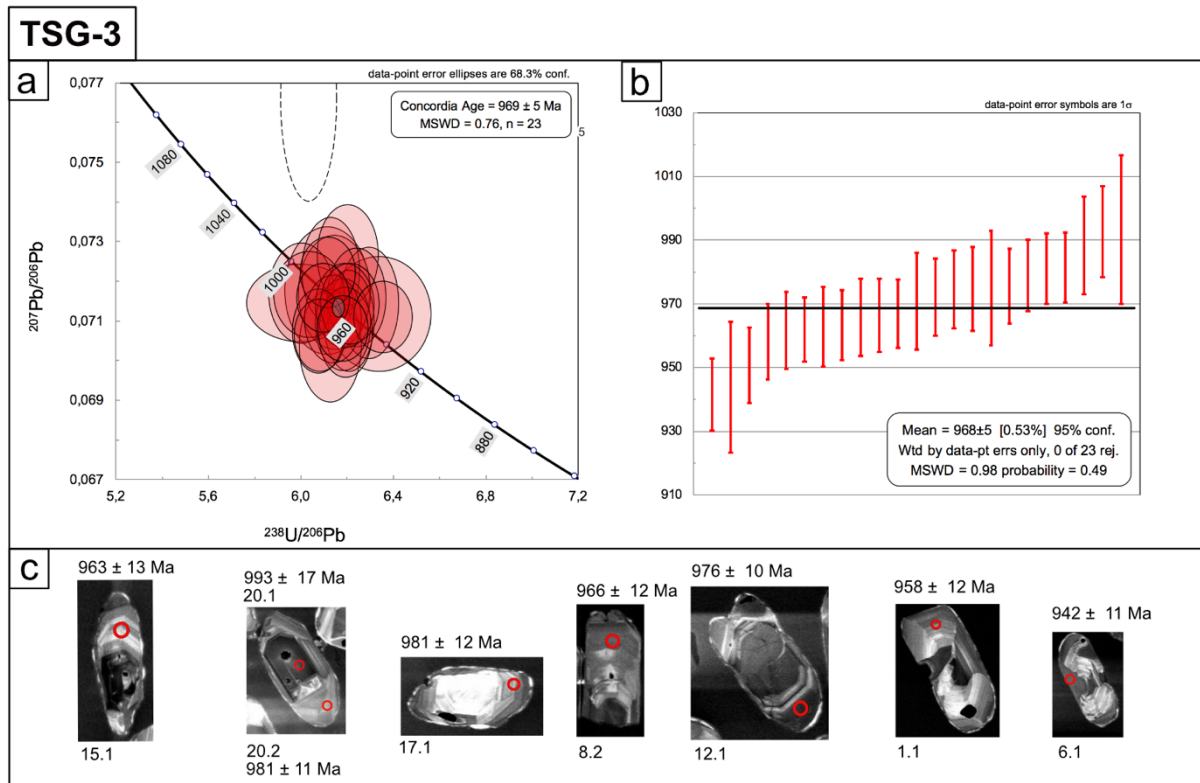 TSG-3
a
data-point error ellipses are 68.3% conf.
Concordia Age = 969 ± 5 Ma
MSWD = 0.76, n = 23
5
0,077
0,075
0,073
0,071
0,069
0,067
207Pb/206Pb
1080
1040
1000
960
920
880
5,2
5,6
6,0
6,4
6,8
7,2
238U/206Pb
b
data-point error symbols are 1σ
1030
1010
990
970
950
930
910
Mean = 968±5 [0.53%] 95% conf.
Wtd by data-pt errs only, 0 of 23 rej.
MSWD = 0.98 probability = 0.49
c
963 ± 13 Ma
15.1
993 ± 17 Ma
20.1
20.2
981 ± 11 Ma
981 ± 12 Ma
17.1
966 ± 12 Ma
8.2
976 ± 10 Ma
12.1
958 ± 12 Ma
1.1
942 ± 11 Ma
6.1